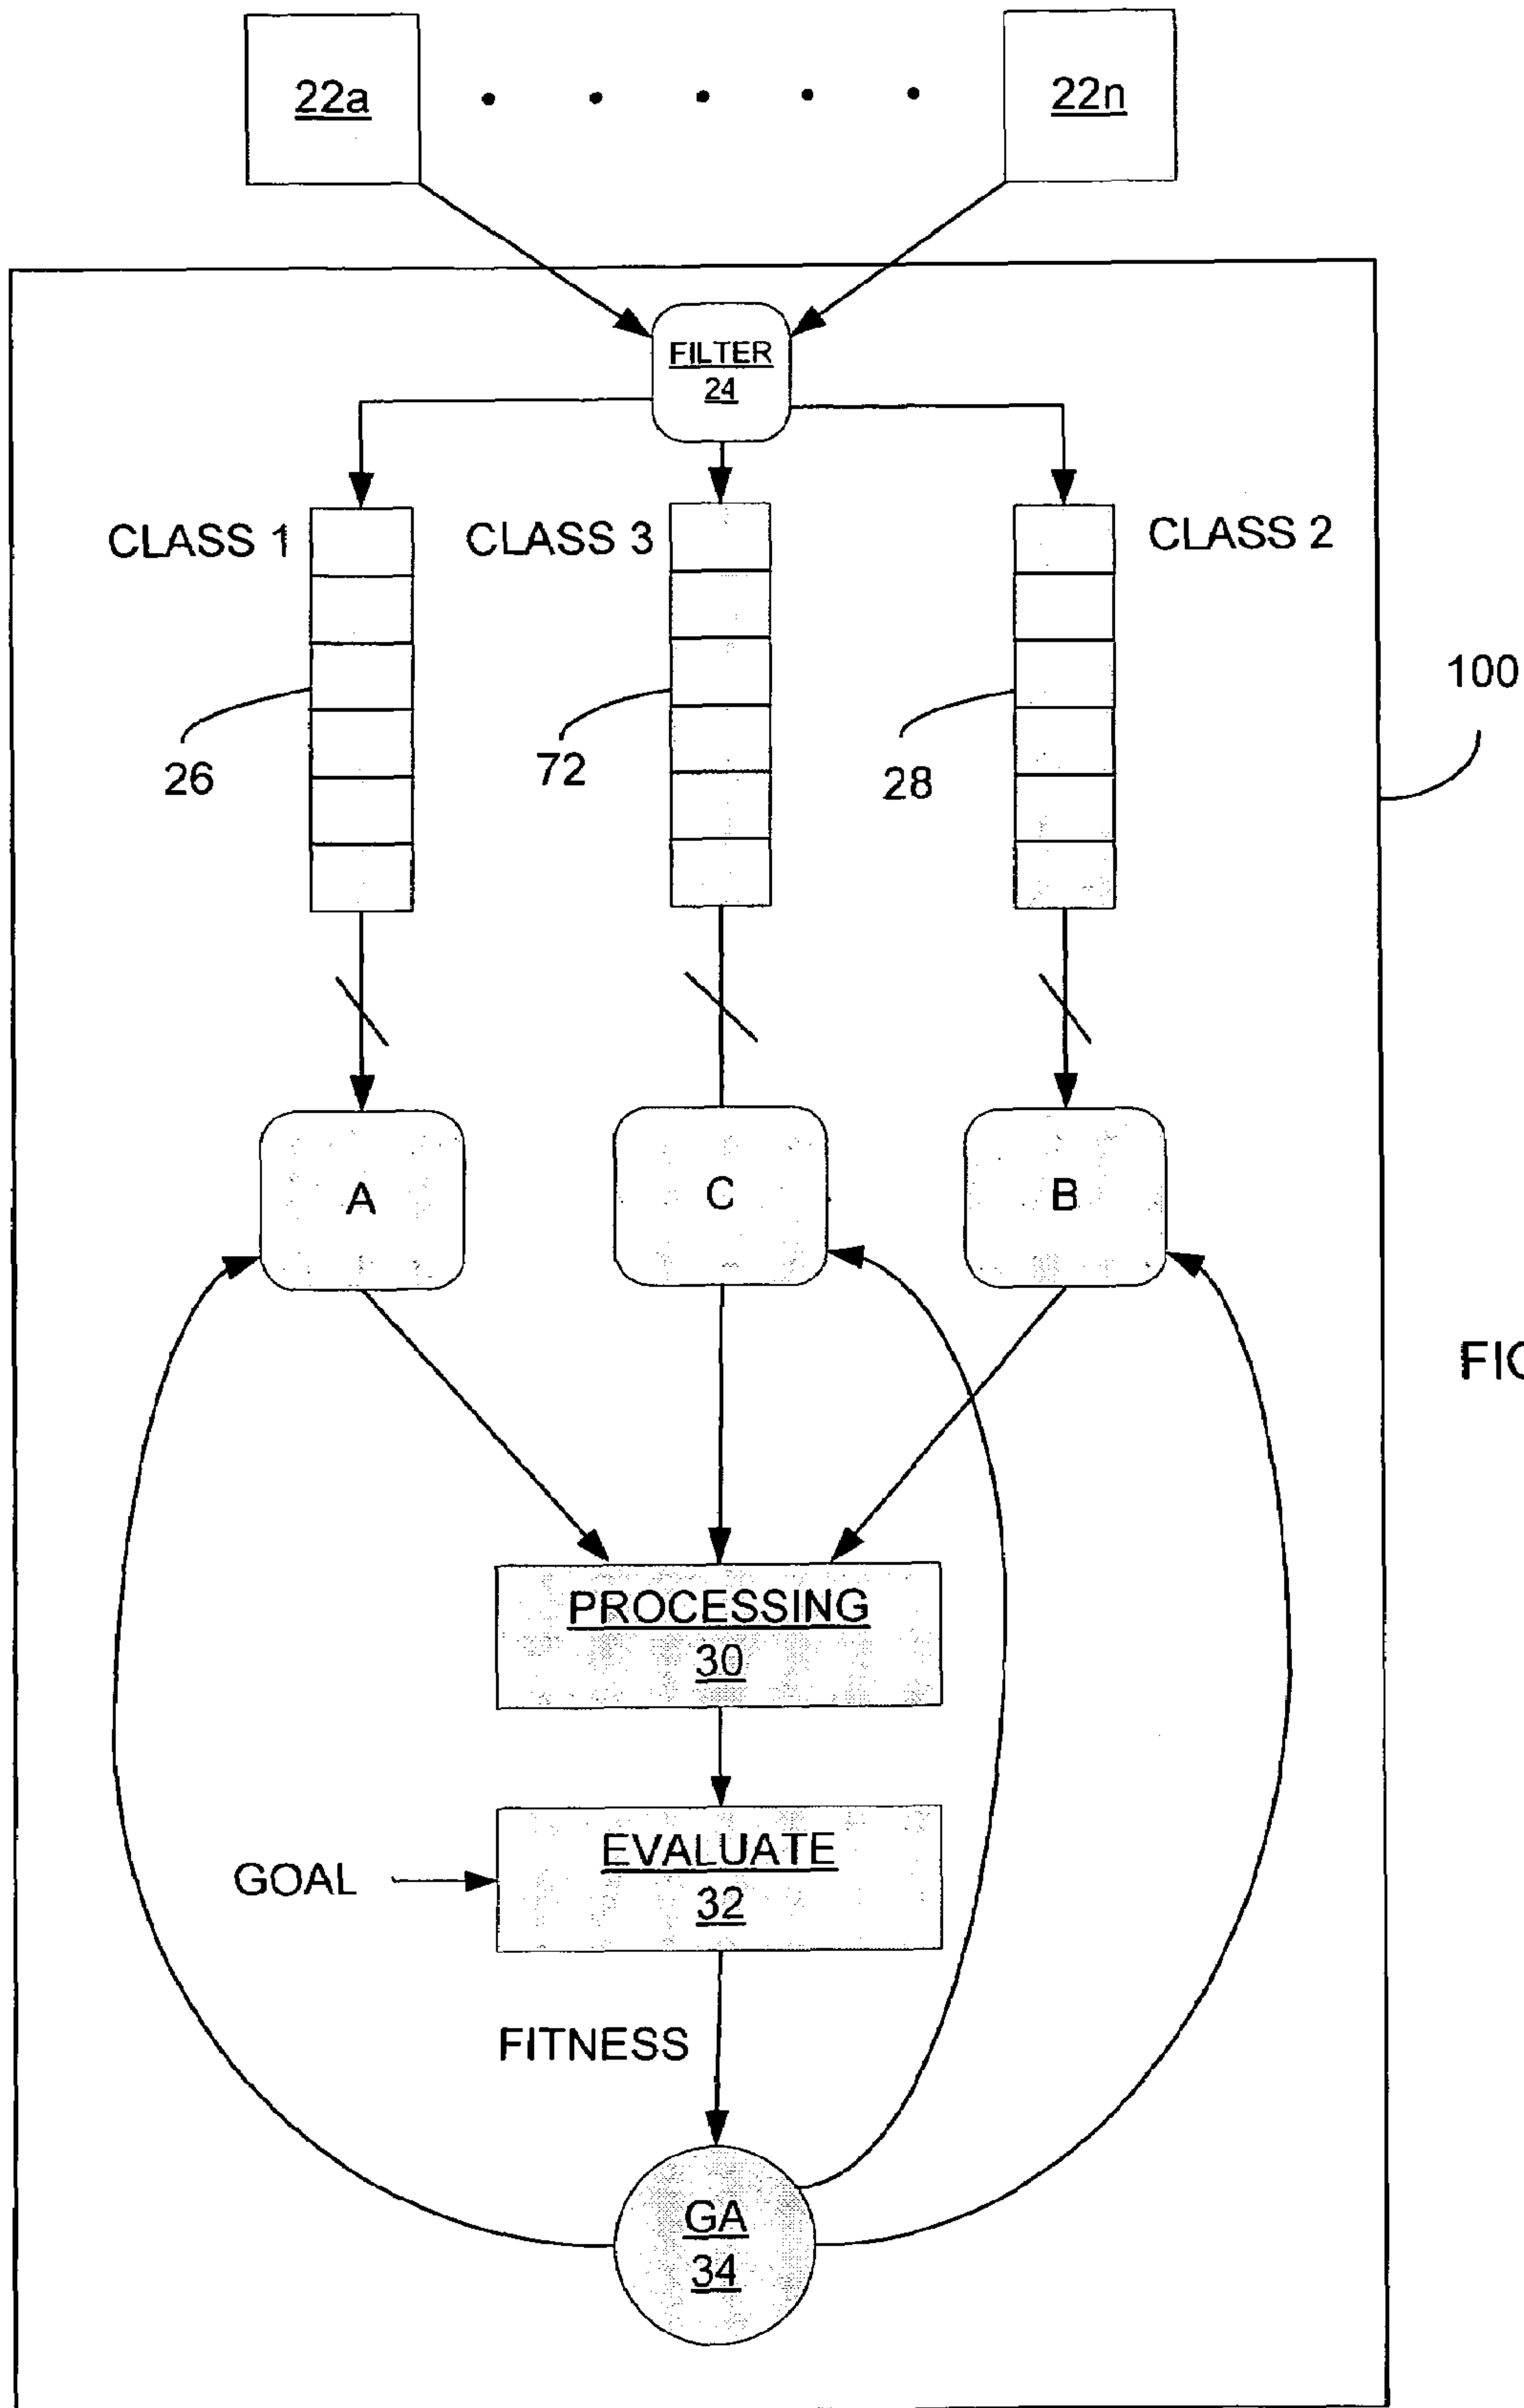 22a
22n
FILTER
24
CLASS 1
CLASS 3
CLASS 2
100
26
72
28
A
C
B
PROCESSING
30
EVALUATE
32
GOAL
FITNESS
GA
34